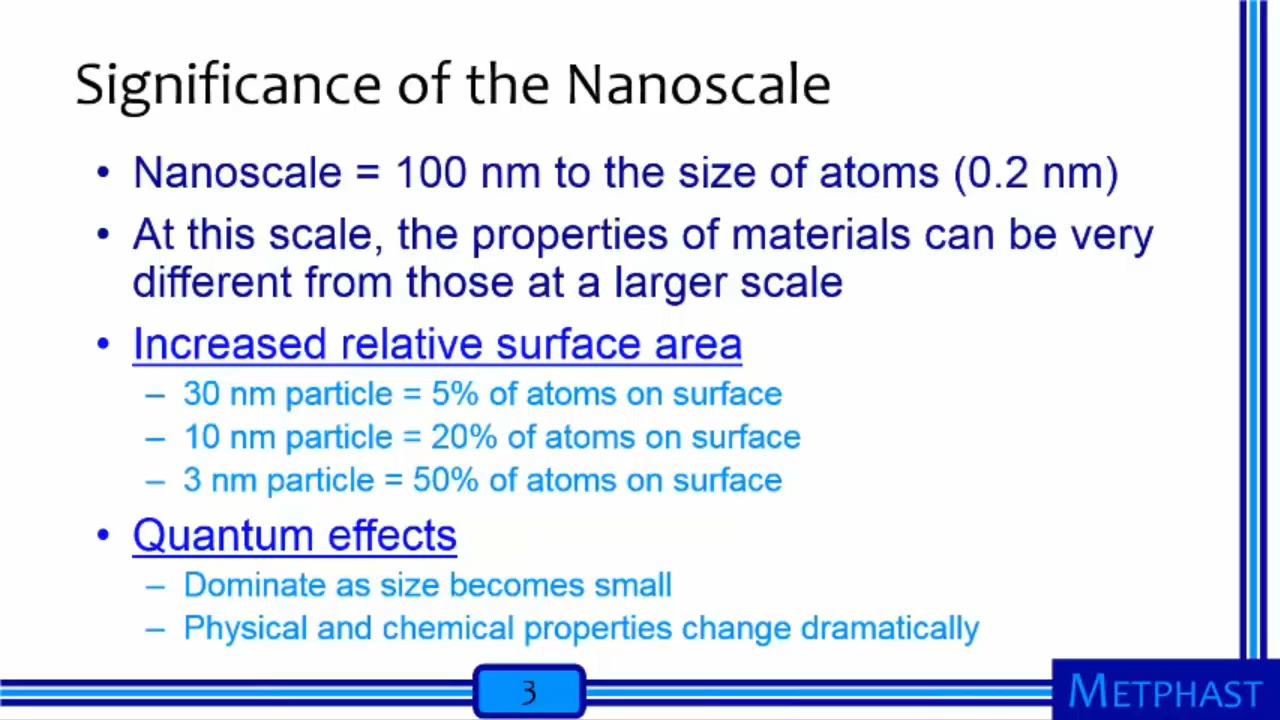 Significance of the Nanoscale
• Nanoscale = 100 nm to the size of atoms (0.2 nm)
• At this scale, the properties of materials can be very
different from those at a larger scale
• Increased relative surface area
– 30 nm particle = 5% of atoms on surface
– 10 nm particle = 20% of atoms on surface
– 3 nm particle = 50% of atoms on surface
• Quantum effects
– Dominate as size becomes small
– Physical and chemical properties change dramatically
3
METPHAST